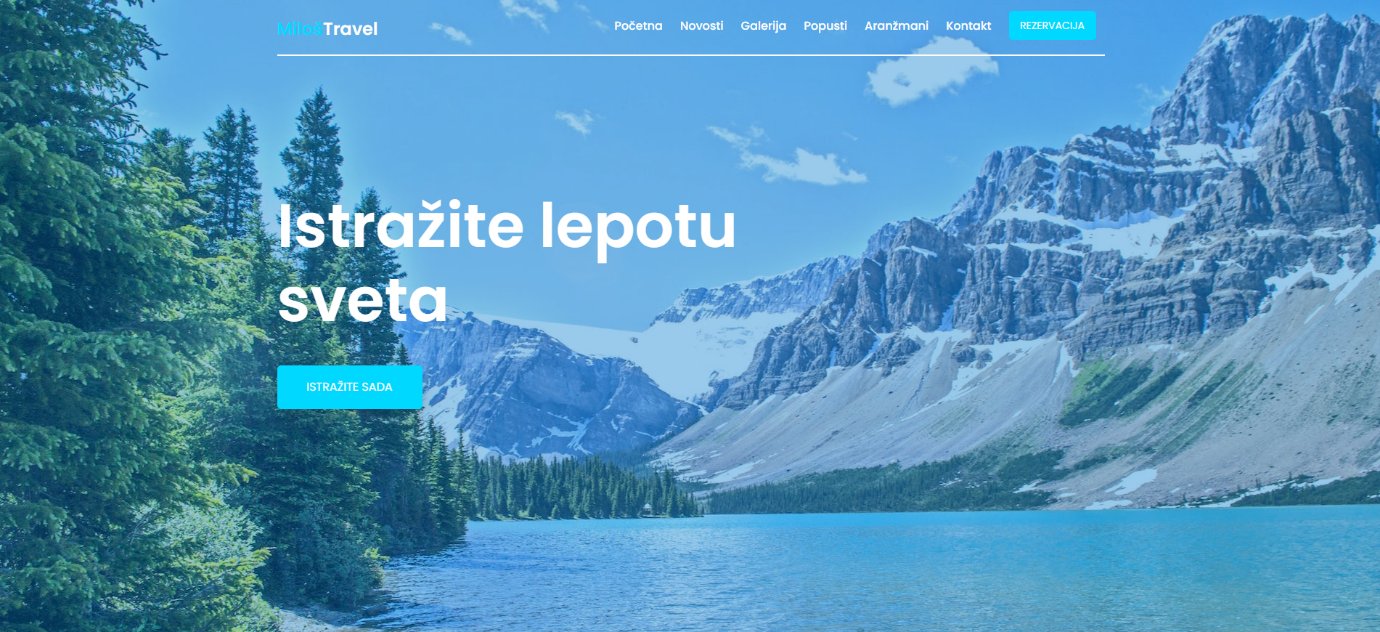 MilošTravel
Početna Novosti Galerija Popusti Aranžmani Kontakt REZERVACIJA
Istražite lepotu
sveta
ISTRAŽITE SADA